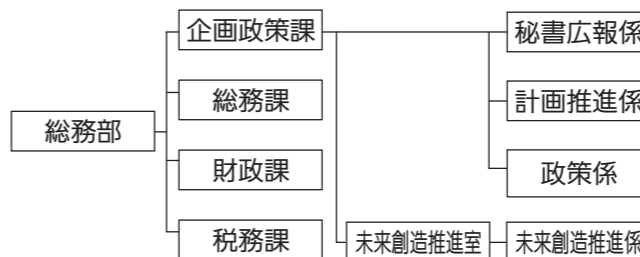 企画政策課
秘書広報係
総務課
計画推進係
総務部
財政課
政策係
税務課
未来創造推進室
未来創造推進係